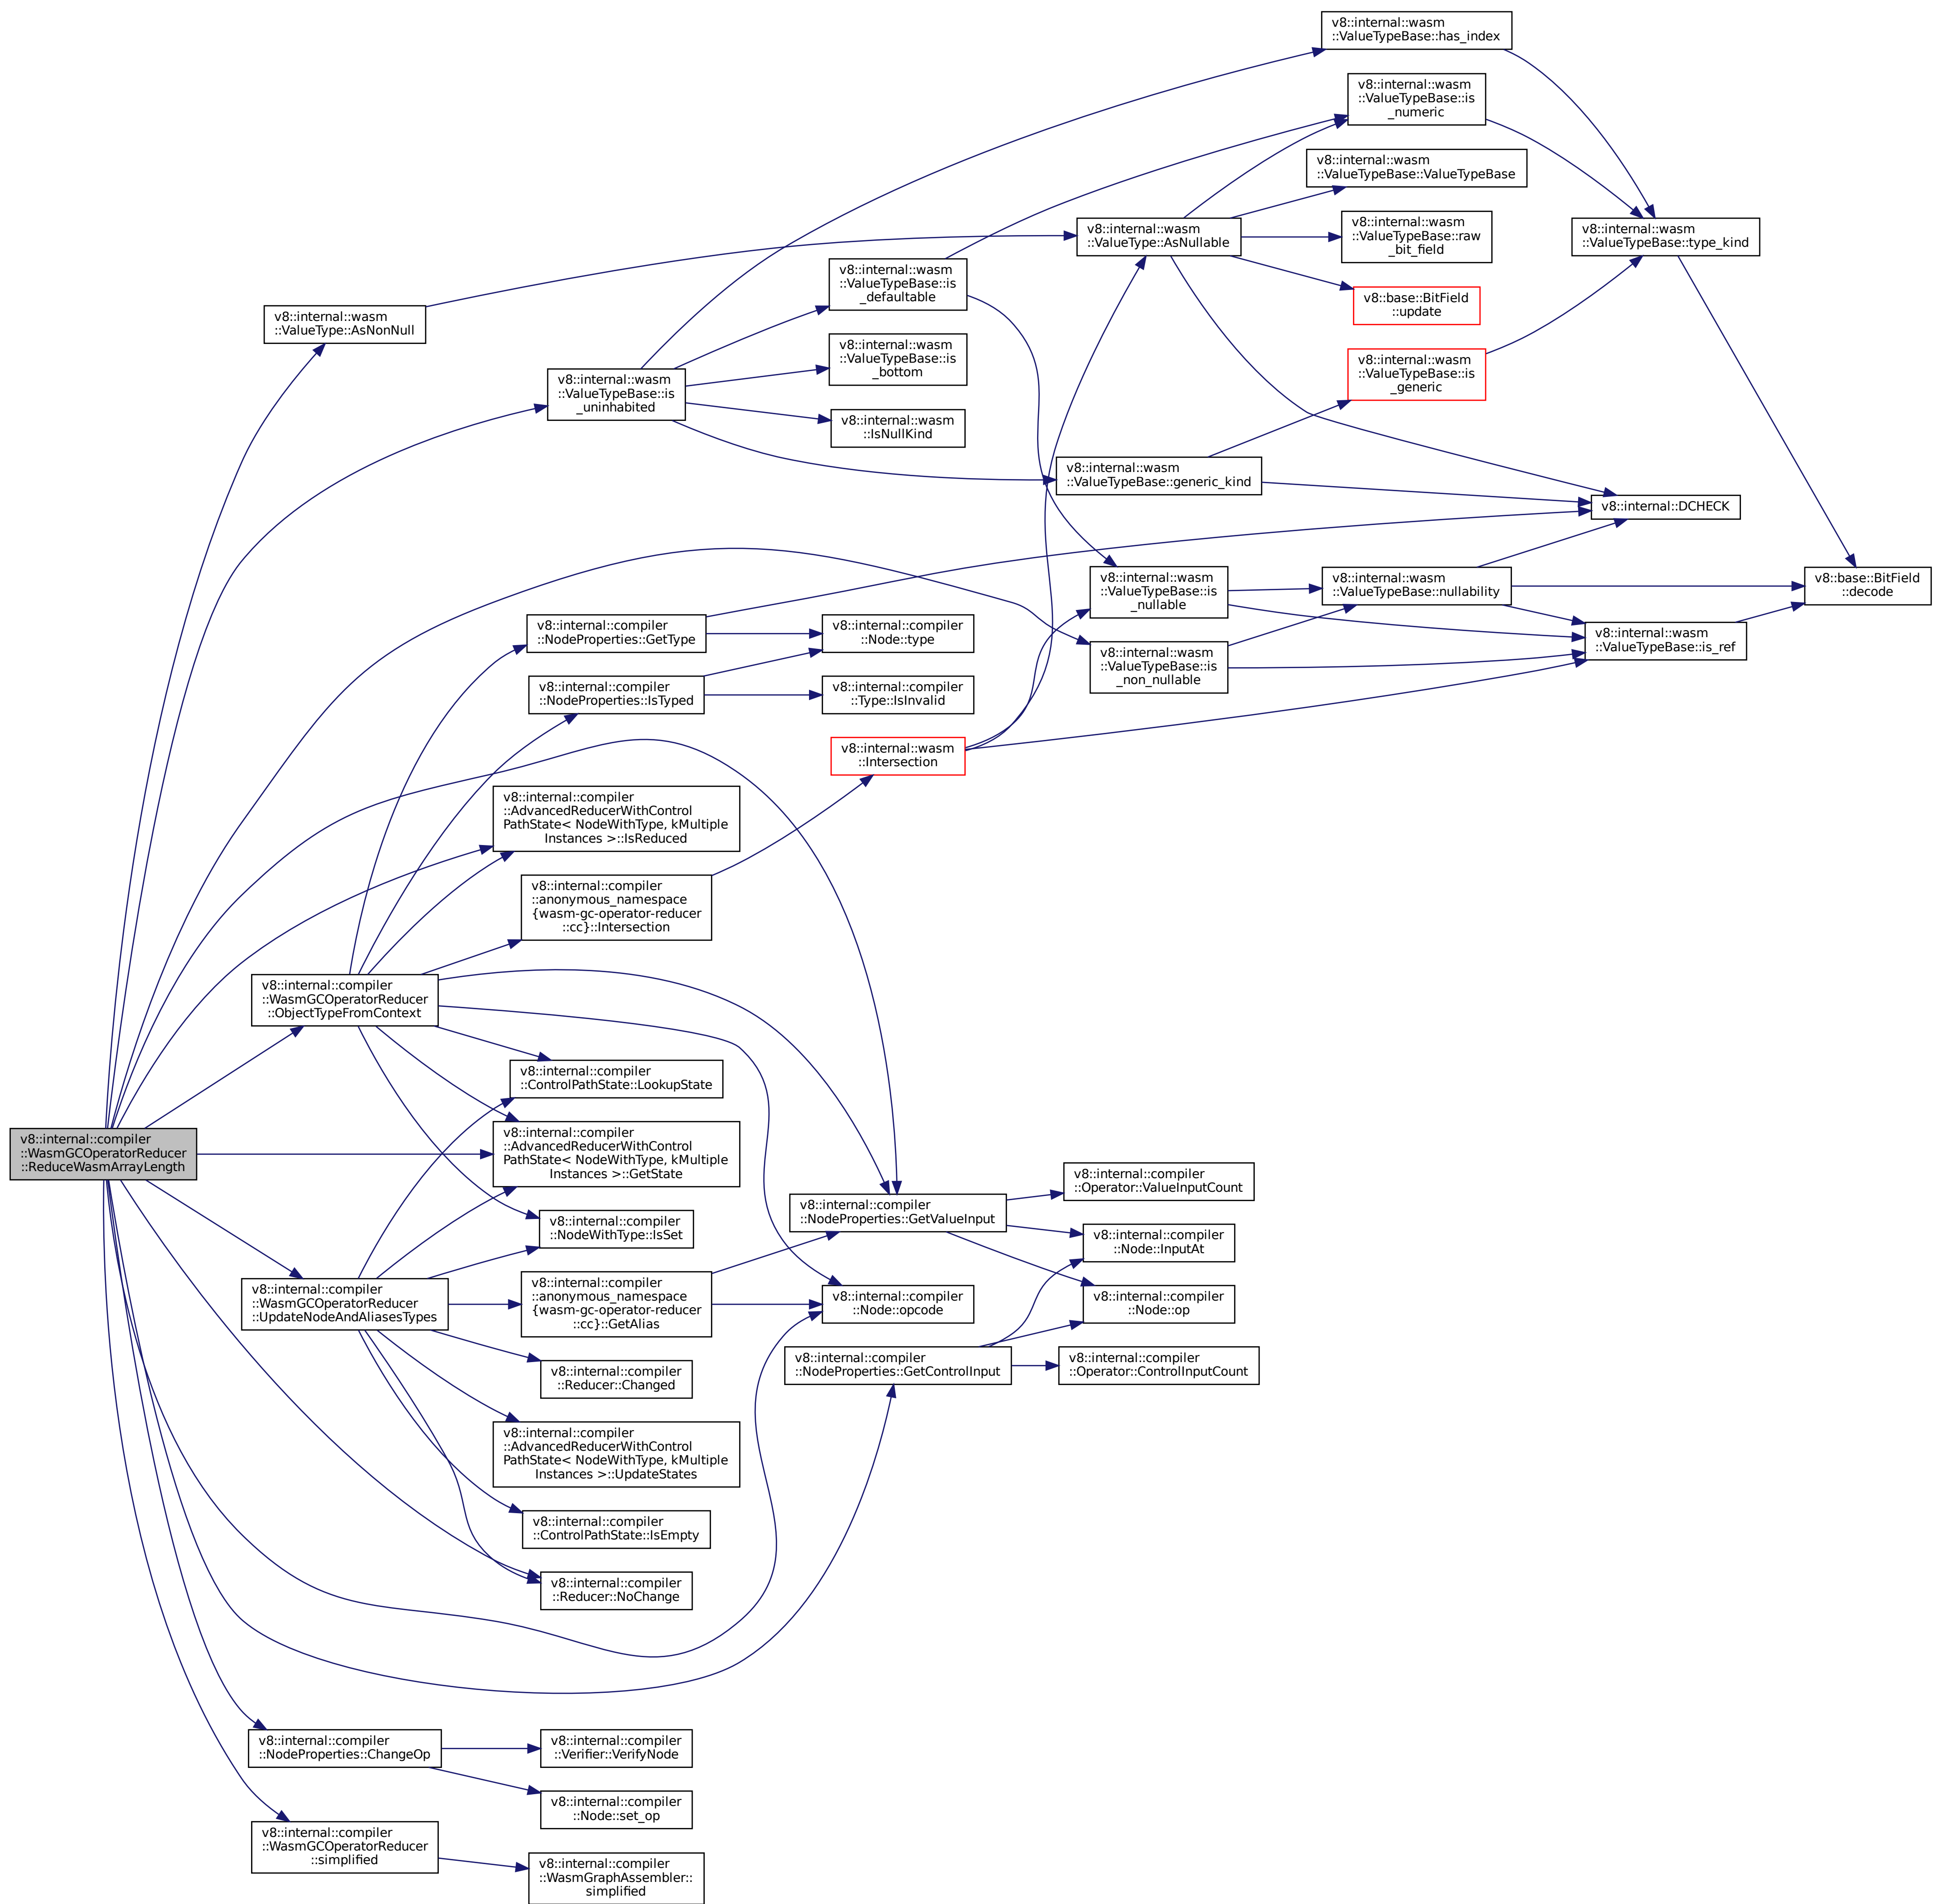 v8::internal::wasm
::ValueTypeBase::has_index
v8::internal::wasm
::ValueTypeBase::is
_numeric
v8::internal::wasm
::ValueTypeBase::ValueTypeBase
v8::internal::wasm
::ValueType::AsNullable
v8::internal::wasm
::ValueTypeBase::raw
_bit_field
v8::internal::wasm
::ValueTypeBase::type_kind
v8::internal::wasm
::ValueTypeBase::is
_defaultable
v8::base::BitField
::update
v8::internal::wasm
::ValueType::AsNonNull
v8::internal::wasm
::ValueTypeBase::is
_bottom
v8::internal::wasm
::ValueTypeBase::is
_generic
v8::internal::wasm
::ValueTypeBase::is
_uninhabited
v8::internal::wasm
::IsNullKind
v8::internal::wasm
::ValueTypeBase::generic_kind
v8::internal::DCHECK
v8::internal::wasm
::ValueTypeBase::is
_nullable
v8::internal::wasm
::ValueTypeBase::nullability
v8::base::BitField
::decode
v8::internal::compiler
::NodeProperties::GetType
v8::internal::compiler
::Node::type
v8::internal::wasm
::ValueTypeBase::is_ref
v8::internal::wasm
::ValueTypeBase::is
_non_nullable
v8::internal::compiler
::NodeProperties::IsTyped
v8::internal::compiler
::Type::IsInvalid
v8::internal::wasm
::Intersection
v8::internal::compiler
::AdvancedReducerWithControl
PathState< NodeWithType, kMultiple
Instances >::IsReduced
v8::internal::compiler
::anonymous_namespace
{wasm-gc-operator-reducer
::cc}::Intersection
v8::internal::compiler
::WasmGCOperatorReducer
::ObjectTypeFromContext
v8::internal::compiler
::ControlPathState::LookupState
v8::internal::compiler
::WasmGCOperatorReducer
::ReduceWasmArrayLength
v8::internal::compiler
::AdvancedReducerWithControl
PathState< NodeWithType, kMultiple
Instances >::GetState
v8::internal::compiler
::Operator::ValueInputCount
v8::internal::compiler
::NodeProperties::GetValueInput
v8::internal::compiler
::NodeWithType::IsSet
v8::internal::compiler
::Node::InputAt
v8::internal::compiler
::WasmGCOperatorReducer
::UpdateNodeAndAliasesTypes
v8::internal::compiler
::anonymous_namespace
{wasm-gc-operator-reducer
::cc}::GetAlias
v8::internal::compiler
::Node::opcode
v8::internal::compiler
::Node::op
v8::internal::compiler
::NodeProperties::GetControlInput
v8::internal::compiler
::Operator::ControlInputCount
v8::internal::compiler
::Reducer::Changed
v8::internal::compiler
::AdvancedReducerWithControl
PathState< NodeWithType, kMultiple
Instances >::UpdateStates
v8::internal::compiler
::ControlPathState::IsEmpty
v8::internal::compiler
::Reducer::NoChange
v8::internal::compiler
::NodeProperties::ChangeOp
v8::internal::compiler
::Verifier::VerifyNode
v8::internal::compiler
::Node::set_op
v8::internal::compiler
::WasmGCOperatorReducer
::simplified
v8::internal::compiler
::WasmGraphAssembler::
simplified